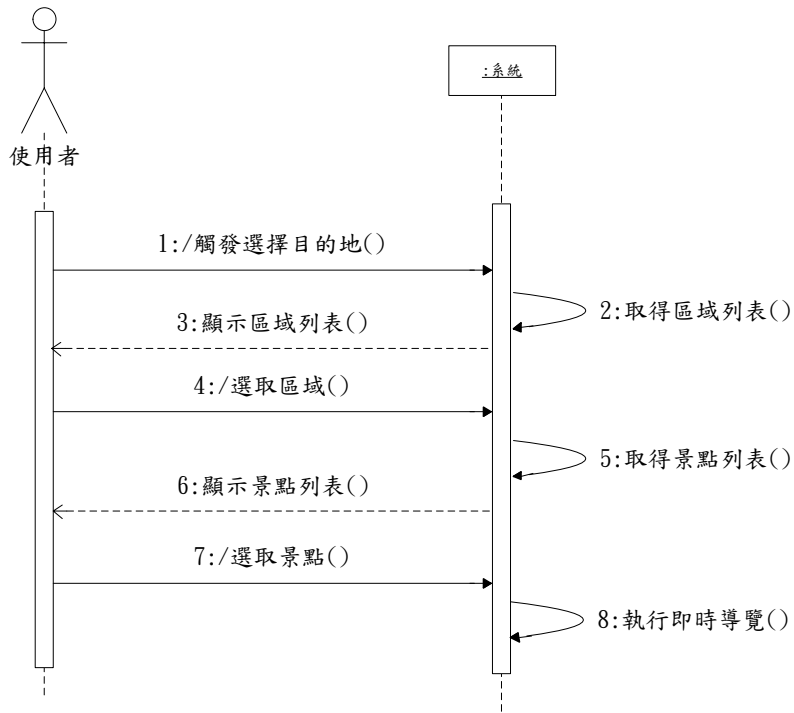 :系統
使用者
1:/觸發選擇目的地()
2:取得區域列表()
3:顯示區域列表()
4:/選取區域()
5:取得景點列表()
6:顯示景點列表()
7:/選取景點()
8:執行即時導覽()